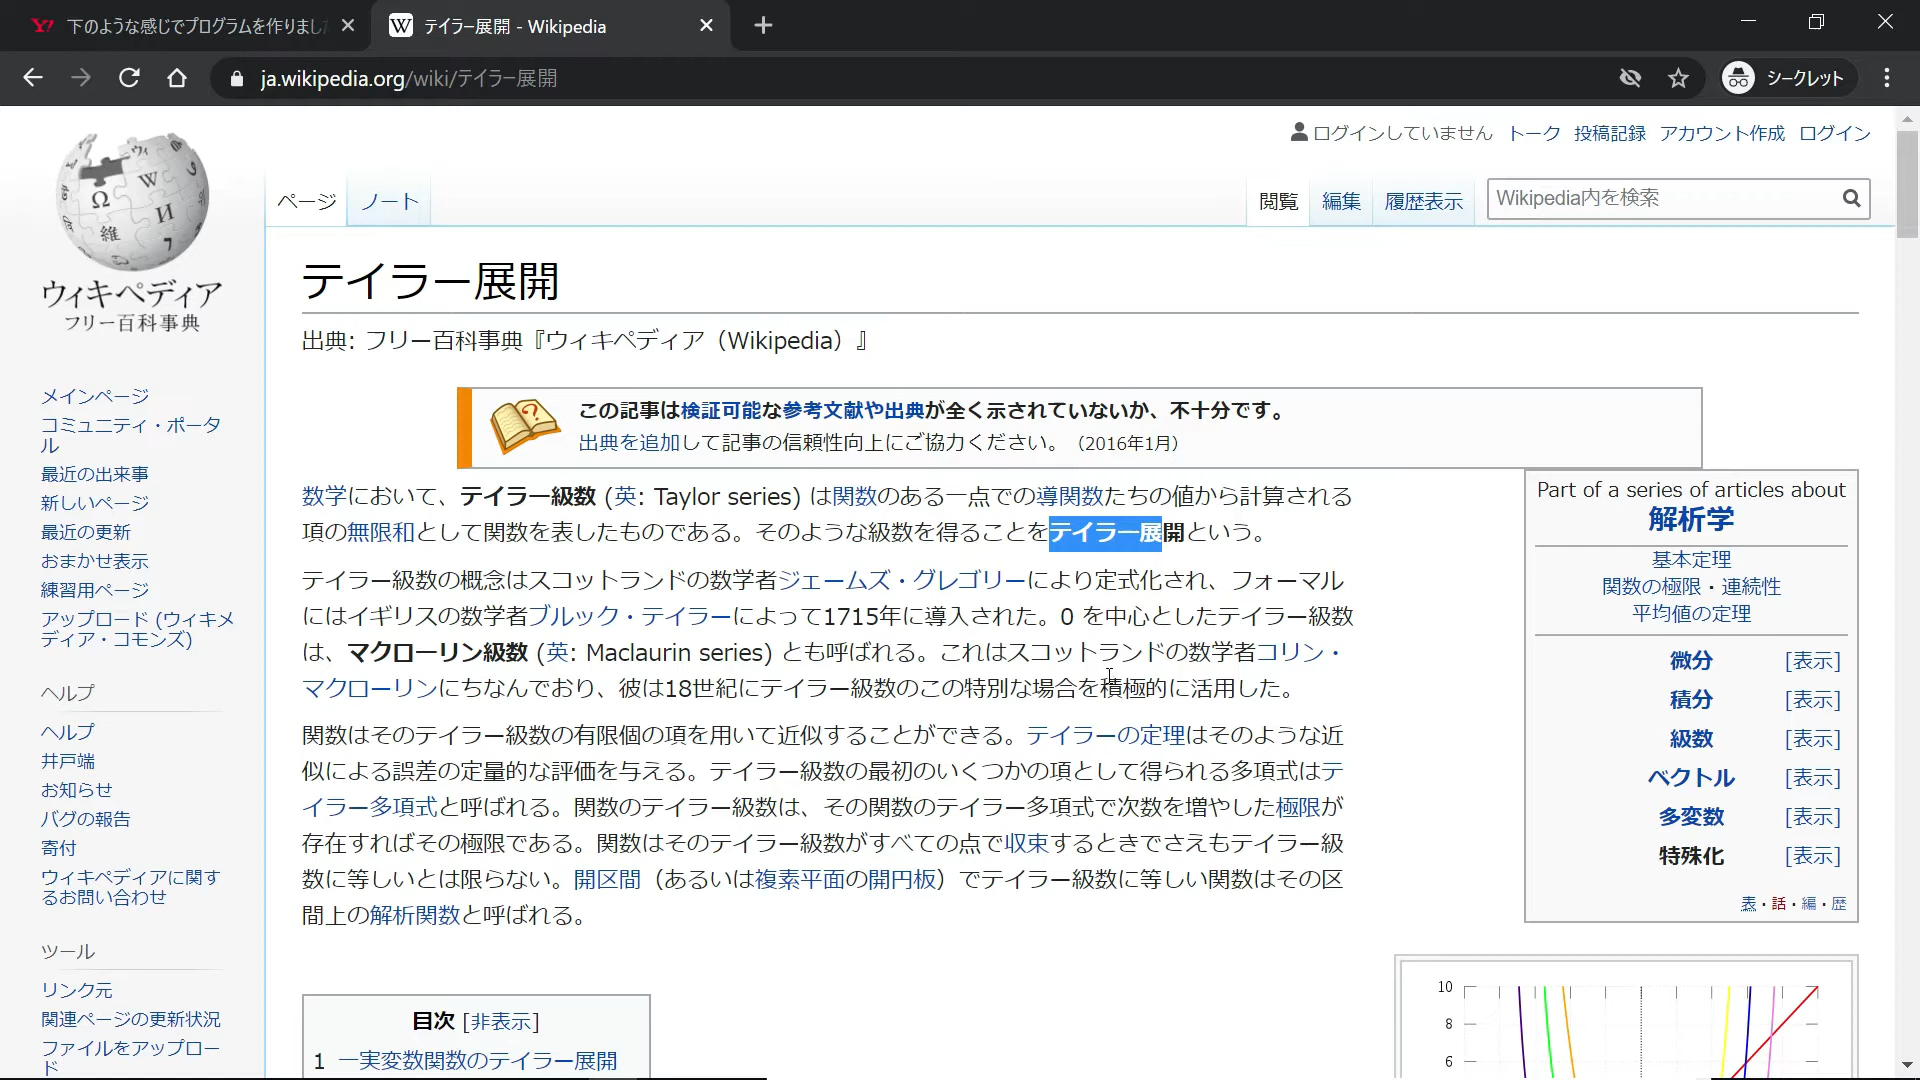 下のような感じでプログラムを作りました
テイラー展開 - Wikipedia
ja.wikipedia.org/wiki/テイラー展開
シークレット
ログインしていません トーク 投稿記録 アカウント作成 ログイン
ページ ノート
閲覧 編集 履歴表示
Wikipedia内を検索
ウィキペディア
フリー百科事典
テイラー展開
出典: フリー百科事典『ウィキペディア（Wikipedia）』
この記事は検証可能な参考文献や出典が全く示されていないか、不十分です。
出典を追加して記事の信頼性向上にご協力ください。（2016年1月）
数学において、テイラー級数 (英: Taylor series) は関数のある一点での導関数たちの値から計算される
項の無限和として関数を表したものである。そのような級数を得ることをテイラー展開という。
テイラー級数の概念はスコットランドの数学者ジェームズ・グレゴリーにより定式化され、フォーマル
にはイギリスの数学者ブルック・テイラーによって1715年に導入された。0 を中心としたテイラー級数
は、マクローリン級数 (英: Maclaurin series) とも呼ばれる。これはスコットランドの数学者コリン・
マクローリンにちなんでおり、彼は18世紀にテイラー級数のこの特別な場合を積極的に活用した。
関数はそのテイラー級数の有限個の項を用いて近似することができる。テイラーの定理はそのような近
似による誤差の定量的な評価を与える。テイラー級数の最初のいくつかの項として得られる多項式はテ
イラー多項式と呼ばれる。関数のテイラー級数は、その関数のテイラー多項式で次数を増やした極限が
存在すればその極限である。関数はそのテイラー級数がすべての点で収束するときでさえもテイラー級
数に等しいとは限らない。開区間（あるいは複素平面の開円板）でテイラー級数に等しい関数はその区
間上の解析関数と呼ばれる。
目次 [非表示]
1 一実変数関数のテイラー展開
Part of a series of articles about
解析学
基本定理
関数の極限・連続性
平均値の定理
微分 [表示]
積分 [表示]
級数 [表示]
ベクトル [表示]
多変数 [表示]
特殊化 [表示]
表・話・編・歴
10
8
6
メインページ
コミュニティ・ポータ
ル
最近の出来事
新しいページ
最近の更新
おまかせ表示
練習用ページ
アップロード (ウィキメ
ディア・コモンズ)
ヘルプ
ヘルプ
井戸端
お知らせ
バグの報告
寄付
ウィキペディアに関す
るお問い合わせ
ツール
リンク元
関連ページの更新状況
ファイルをアップロー
ド